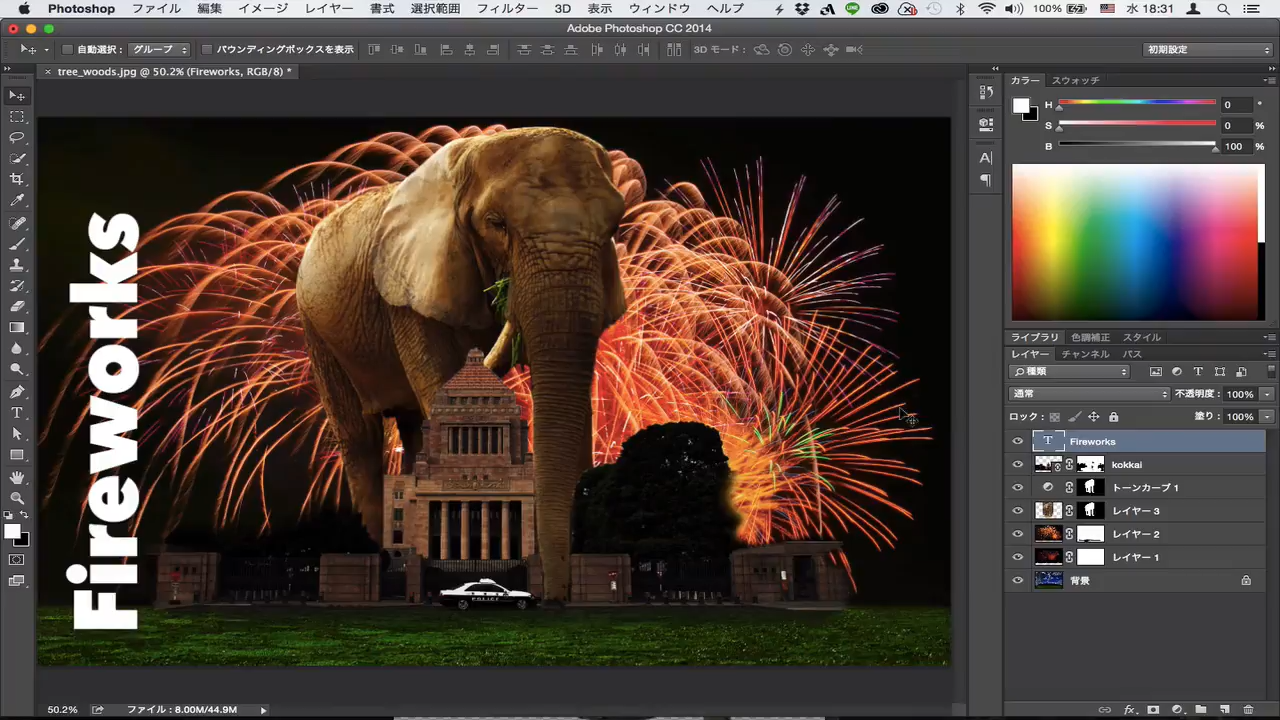 Photoshop ファイル 編集 イメージ レイヤー 書式 選択範囲 フィルター 3D 表示 ウィンドウ ヘルプ 100% 水 18:31
Adobe Photoshop CC 2014
自動選択： グループ バウンディングボックスを表示 3D モード： 初期設定
× tree_woods.jpg @ 50.2% (Fireworks, RGB/8) *
カラー スウォッチ
H 0 °
S 0 %
B 100 %
ライブラリ 色調補正 スタイル
レイヤー チャンネル パス
種類
通常 不透明度： 100%
ロック： 塗り： 100%
T Fireworks
kokkai
トーンカーブ 1
レイヤー 3
レイヤー 2
レイヤー 1
背景
Fireworks
POLICE
50.2% ファイル：8.00M/44.9M
fx